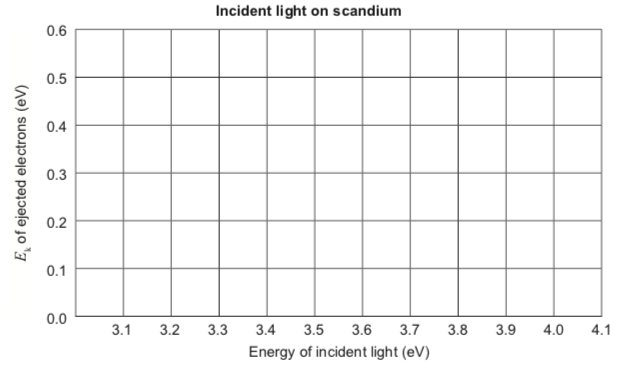 Incident light on scandium
E_k of ejected electrons (eV)
0.6
0.5
0.4
0.3
0.2
0.1
0.0
3.1 3.2 3.3 3.4 3.5 3.6 3.7 3.8 3.9 4.0 4.1
Energy of incident light (eV)